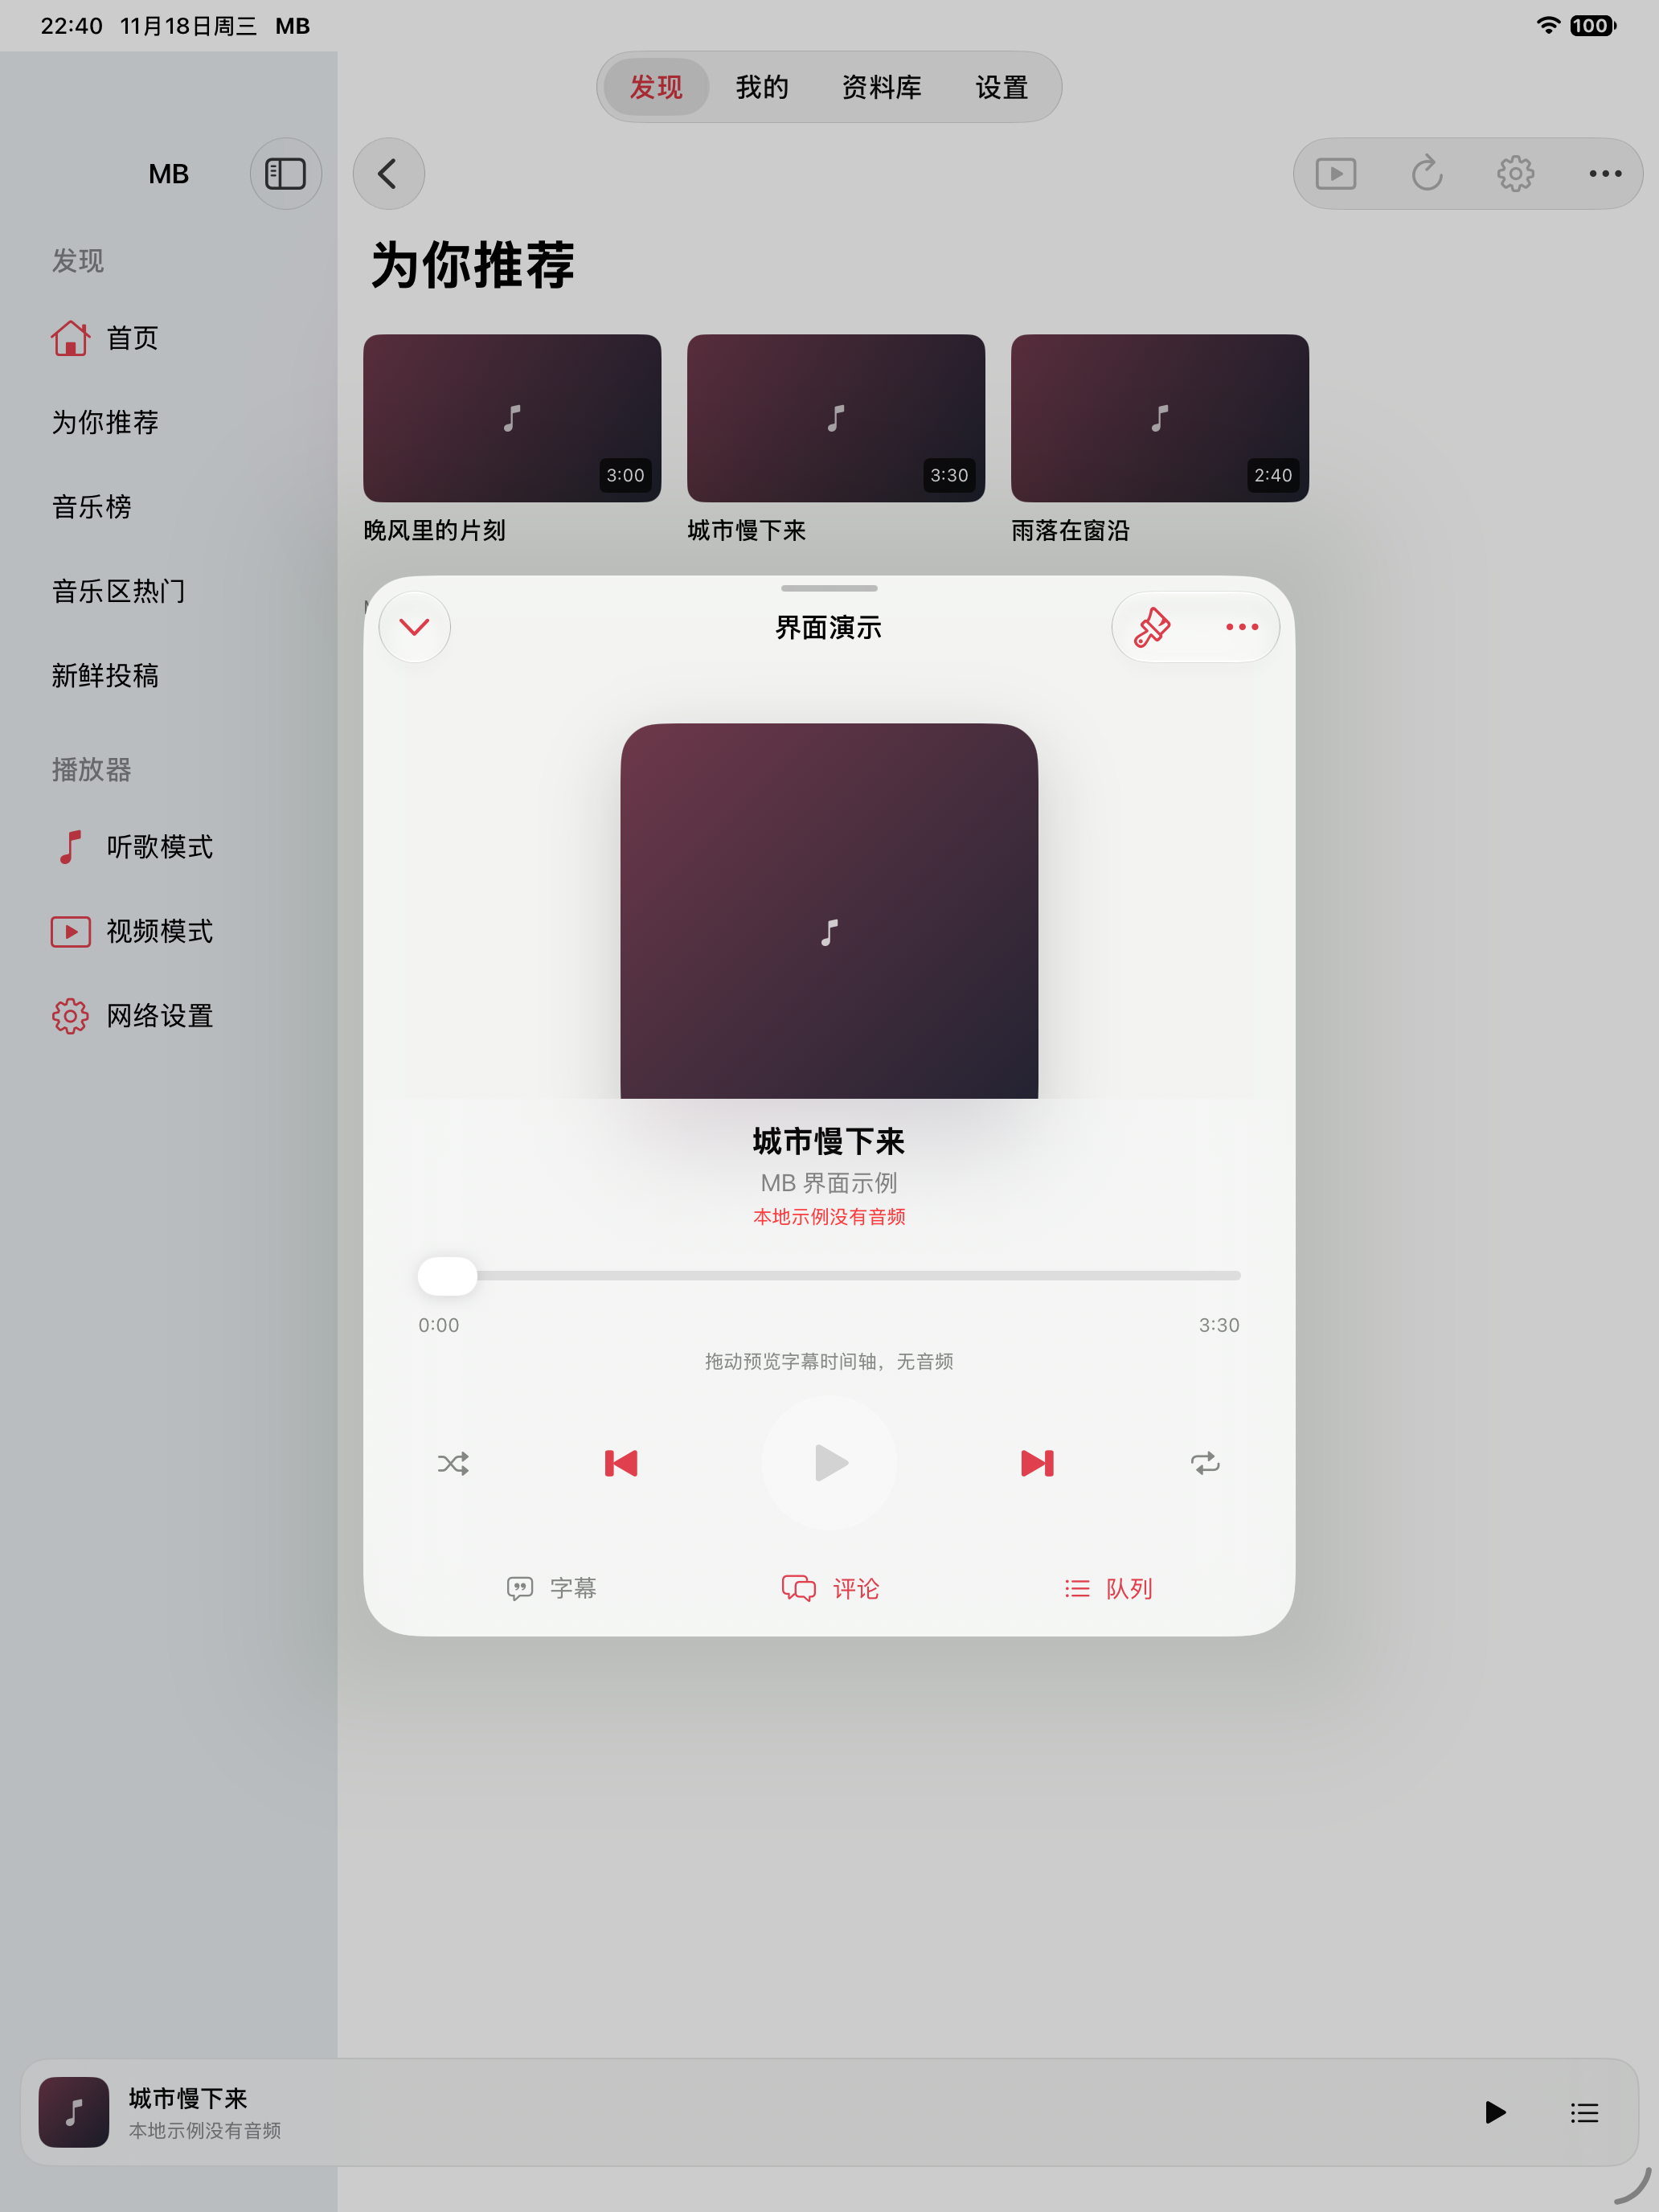 22:40 11月18日周三 MB
100
发现 我的 资料库 设置
MB
发现
首页
为你推荐
音乐榜
音乐区热门
新鲜投稿
播放器
听歌模式
视频模式
网络设置
为你推荐
3:00
3:30
2:40
晚风里的片刻
城市慢下来
雨落在窗沿
界面演示
城市慢下来
MB 界面示例
本地示例没有音频
0:00
3:30
拖动预览字幕时间轴，无音频
字幕
评论
队列
城市慢下来
本地示例没有音频